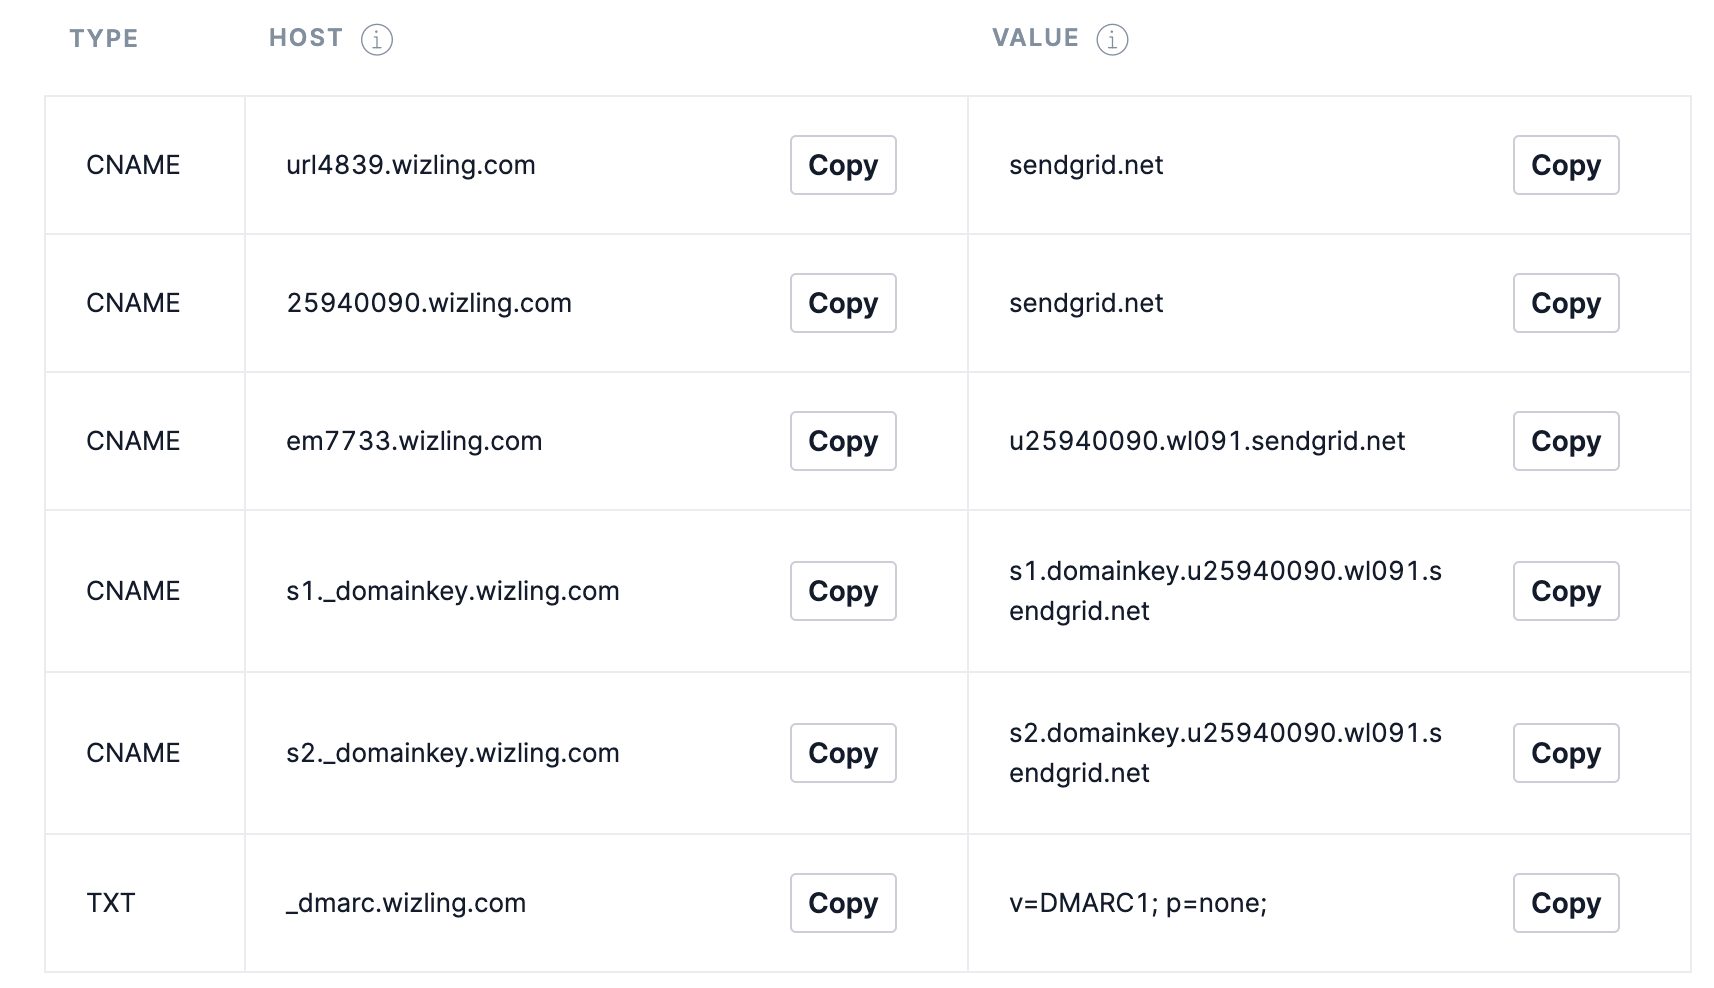 TYPE HOST VALUE
CNAME url4839.wizling.com Copy sendgrid.net Copy
CNAME 25940090.wizling.com Copy sendgrid.net Copy
CNAME em7733.wizling.com Copy u25940090.wl091.sendgrid.net Copy
CNAME s1._domainkey.wizling.com Copy s1.domainkey.u25940090.wl091.s
endgrid.net Copy
CNAME s2._domainkey.wizling.com Copy s2.domainkey.u25940090.wl091.s
endgrid.net Copy
TXT _dmarc.wizling.com Copy v=DMARC1; p=none; Copy